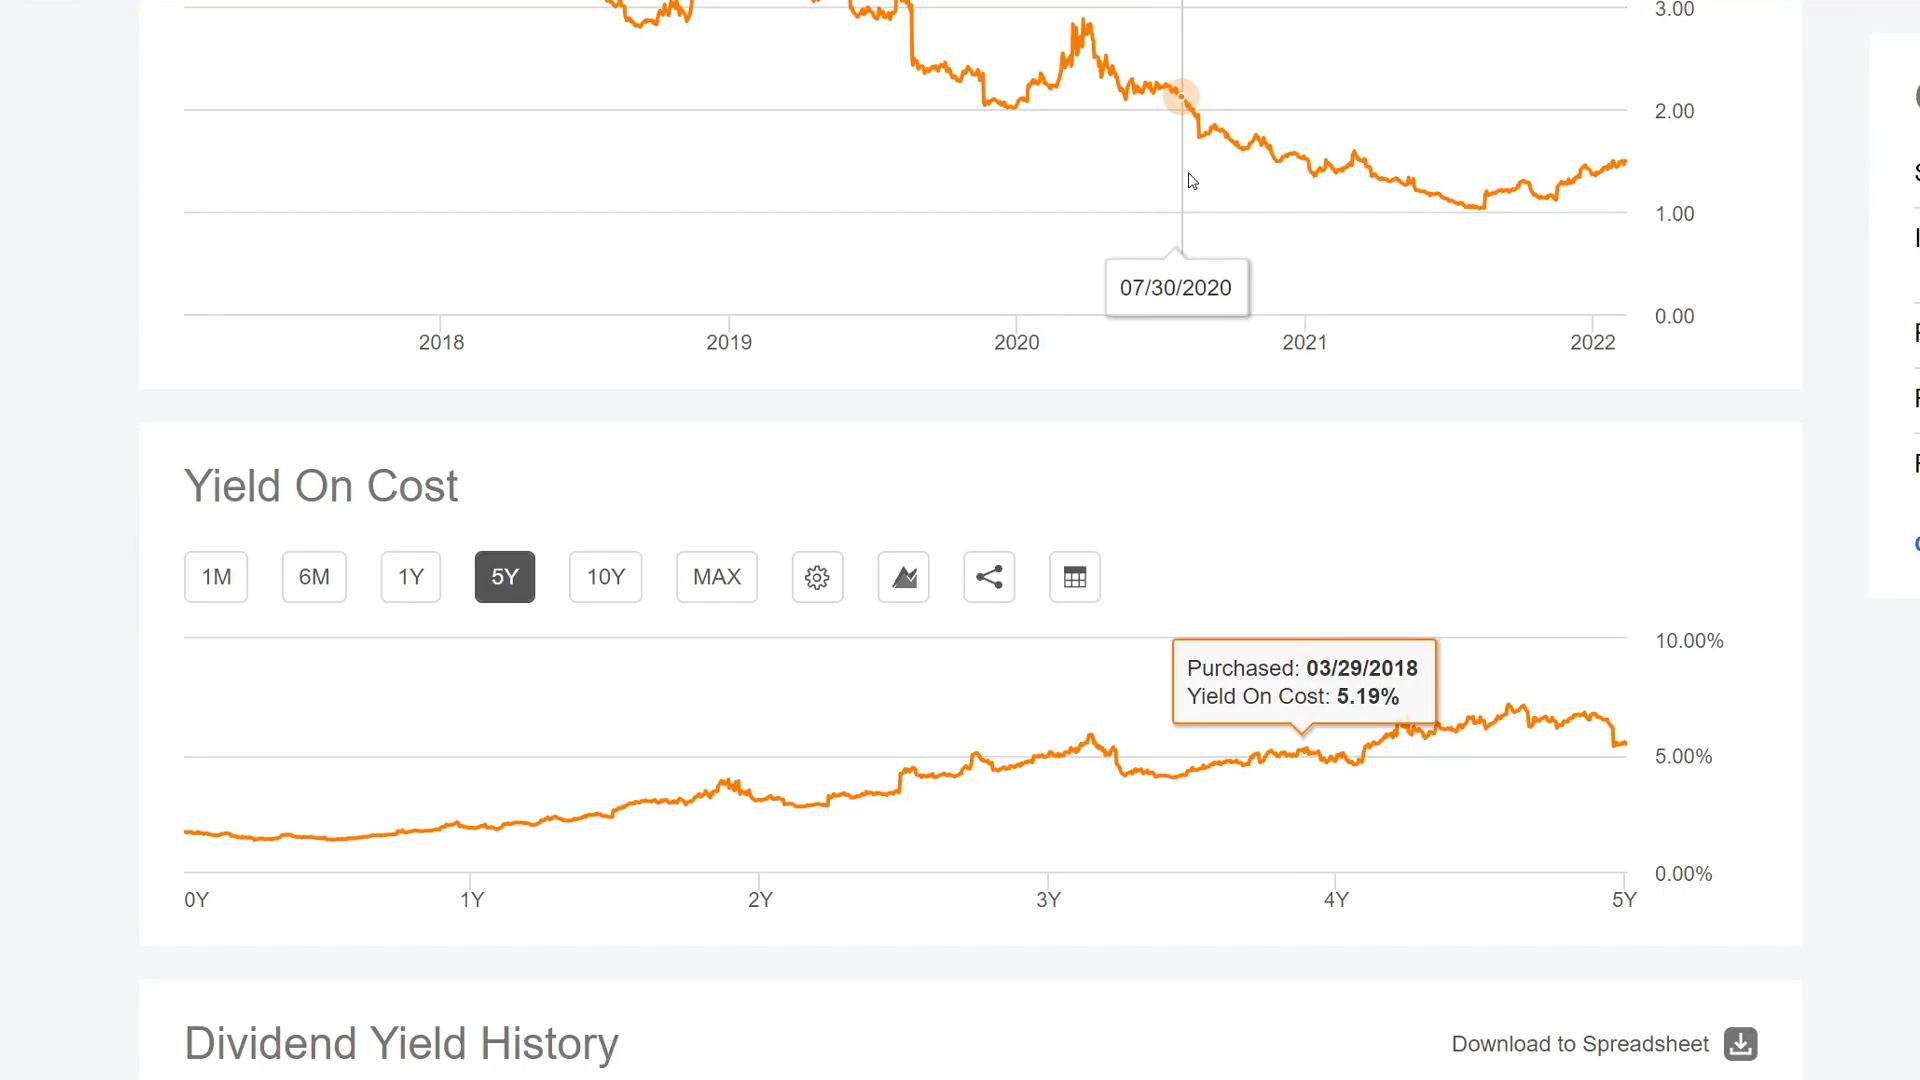 3.00
2.00
1.00
07/30/2020
0.00
2018 2019 2020 2021 2022
Yield On Cost
1M 6M 1Y 5Y 10Y MAX
10.00%
Purchased: 03/29/2018
Yield On Cost: 5.19%
5.00%
0.00%
0Y 1Y 2Y 3Y 4Y 5Y
Dividend Yield History
Download to Spreadsheet